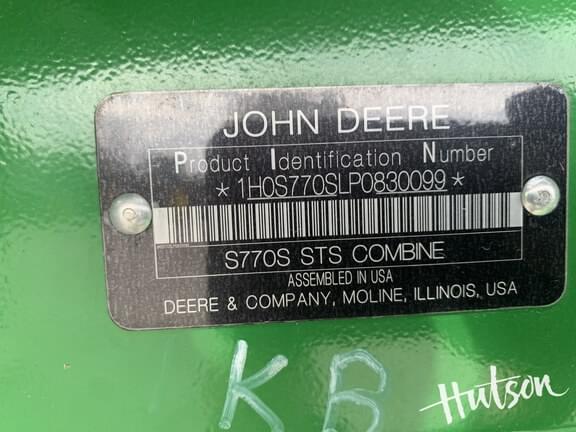 JOHN DEERE
Product Identification Number
*1H0S770SLP0830099*
S770S STS COMBINE
ASSEMBLED IN USA
DEERE & COMPANY, MOLINE, ILLINOIS, USA
KB
Hutson